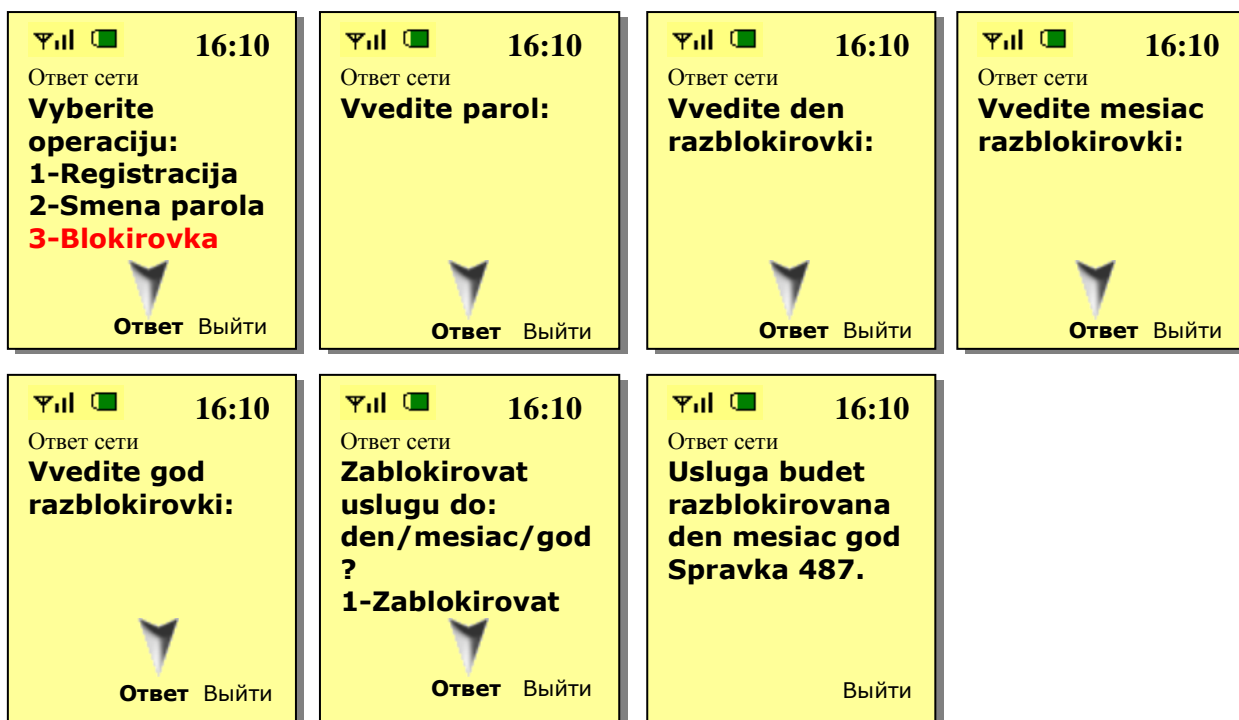 16:10
Ответ сети
Vyberite
operaciju:
1-Registracija
2-Smena parola
3-Blokirovka
Ответ Выйти
16:10
Ответ сети
Vvedite parol:
Ответ Выйти
16:10
Ответ сети
Vvedite den
razblokirovki:
Ответ Выйти
16:10
Ответ сети
Vvedite mesiac
razblokirovki:
Ответ Выйти
16:10
Ответ сети
Vvedite god
razblokirovki:
Ответ Выйти
16:10
Ответ сети
Zablokirovat
uslugu do:
den/mesiac/god
?
1-Zablokirovat
Ответ Выйти
16:10
Ответ сети
Usluga budet
razblokirovana
den mesiac god
Spravka 487.
Выйти